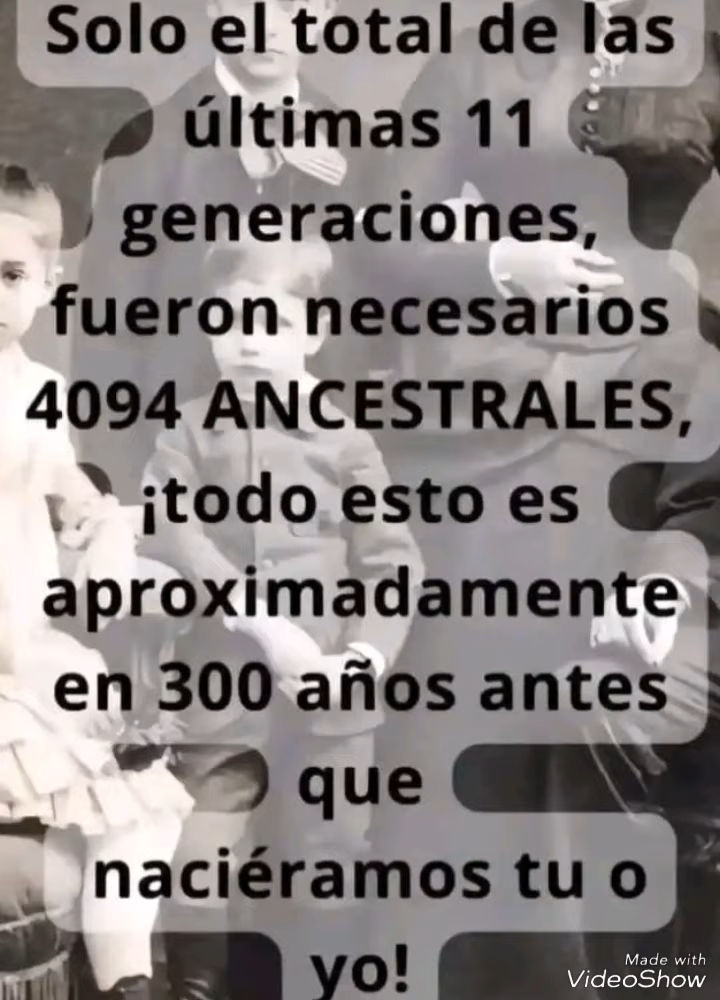 Solo el total de las
últimas 11
generaciones,
fueron necesarios
4094 ANCESTRALES,
¡todo esto es
aproximadamente
en 300 años antes
que
naciéramos tu o
yo!
Made with
VideoShow